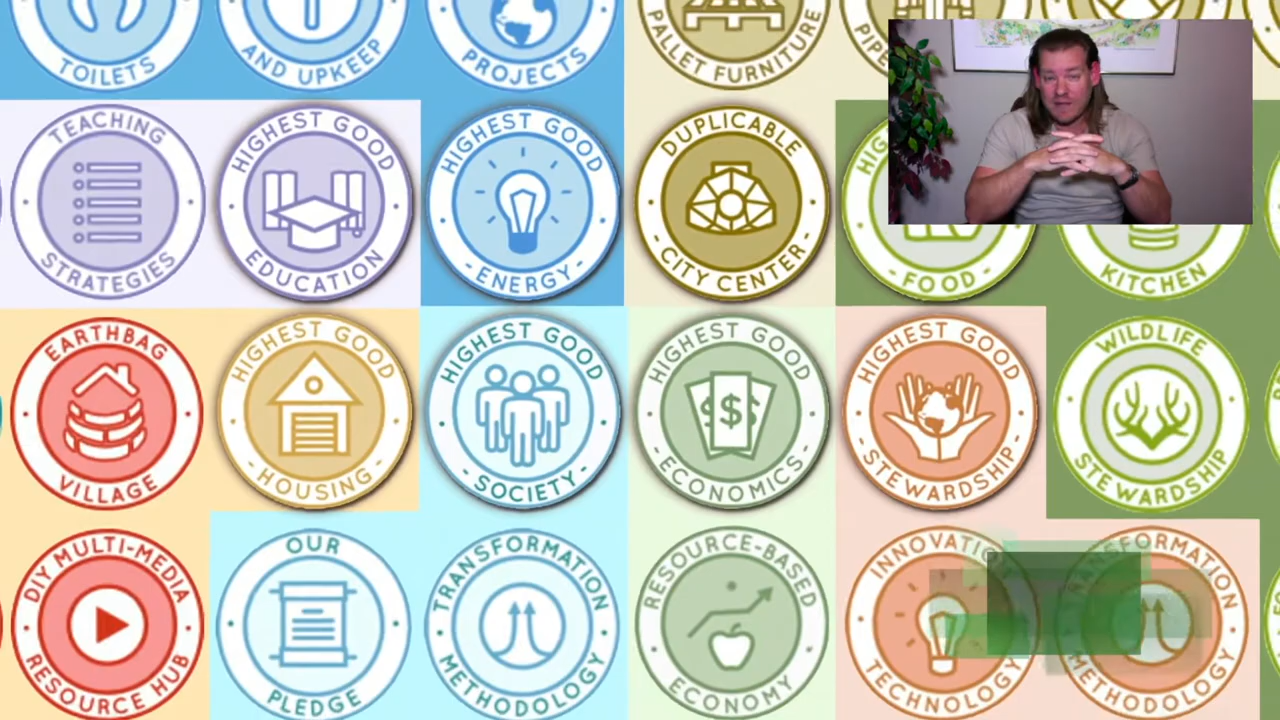 TOILETS
AND UPKEEP
PROJECTS
PALLET FURNITURE
TEACHING
STRATEGIES
HIGHEST GOOD
EDUCATION
HIGHEST GOOD
ENERGY
DUPLICABLE
CITY CENTER
FOOD
KITCHEN
EARTHBAG
VILLAGE
HIGHEST GOOD
HOUSING
HIGHEST GOOD
SOCIETY
HIGHEST GOOD
$ $ $
ECONOMICS
HIGHEST GOOD
STEWARDSHIP
WILDLIFE
STEWARDSHIP
DIY MULTI-MEDIA
RESOURCE HUB
OUR
PLEDGE
TRANSFORMATION
METHODOLOGY
RESOURCE-BASED
ECONOMY
TECHNOLOGY
METHODOLOGY